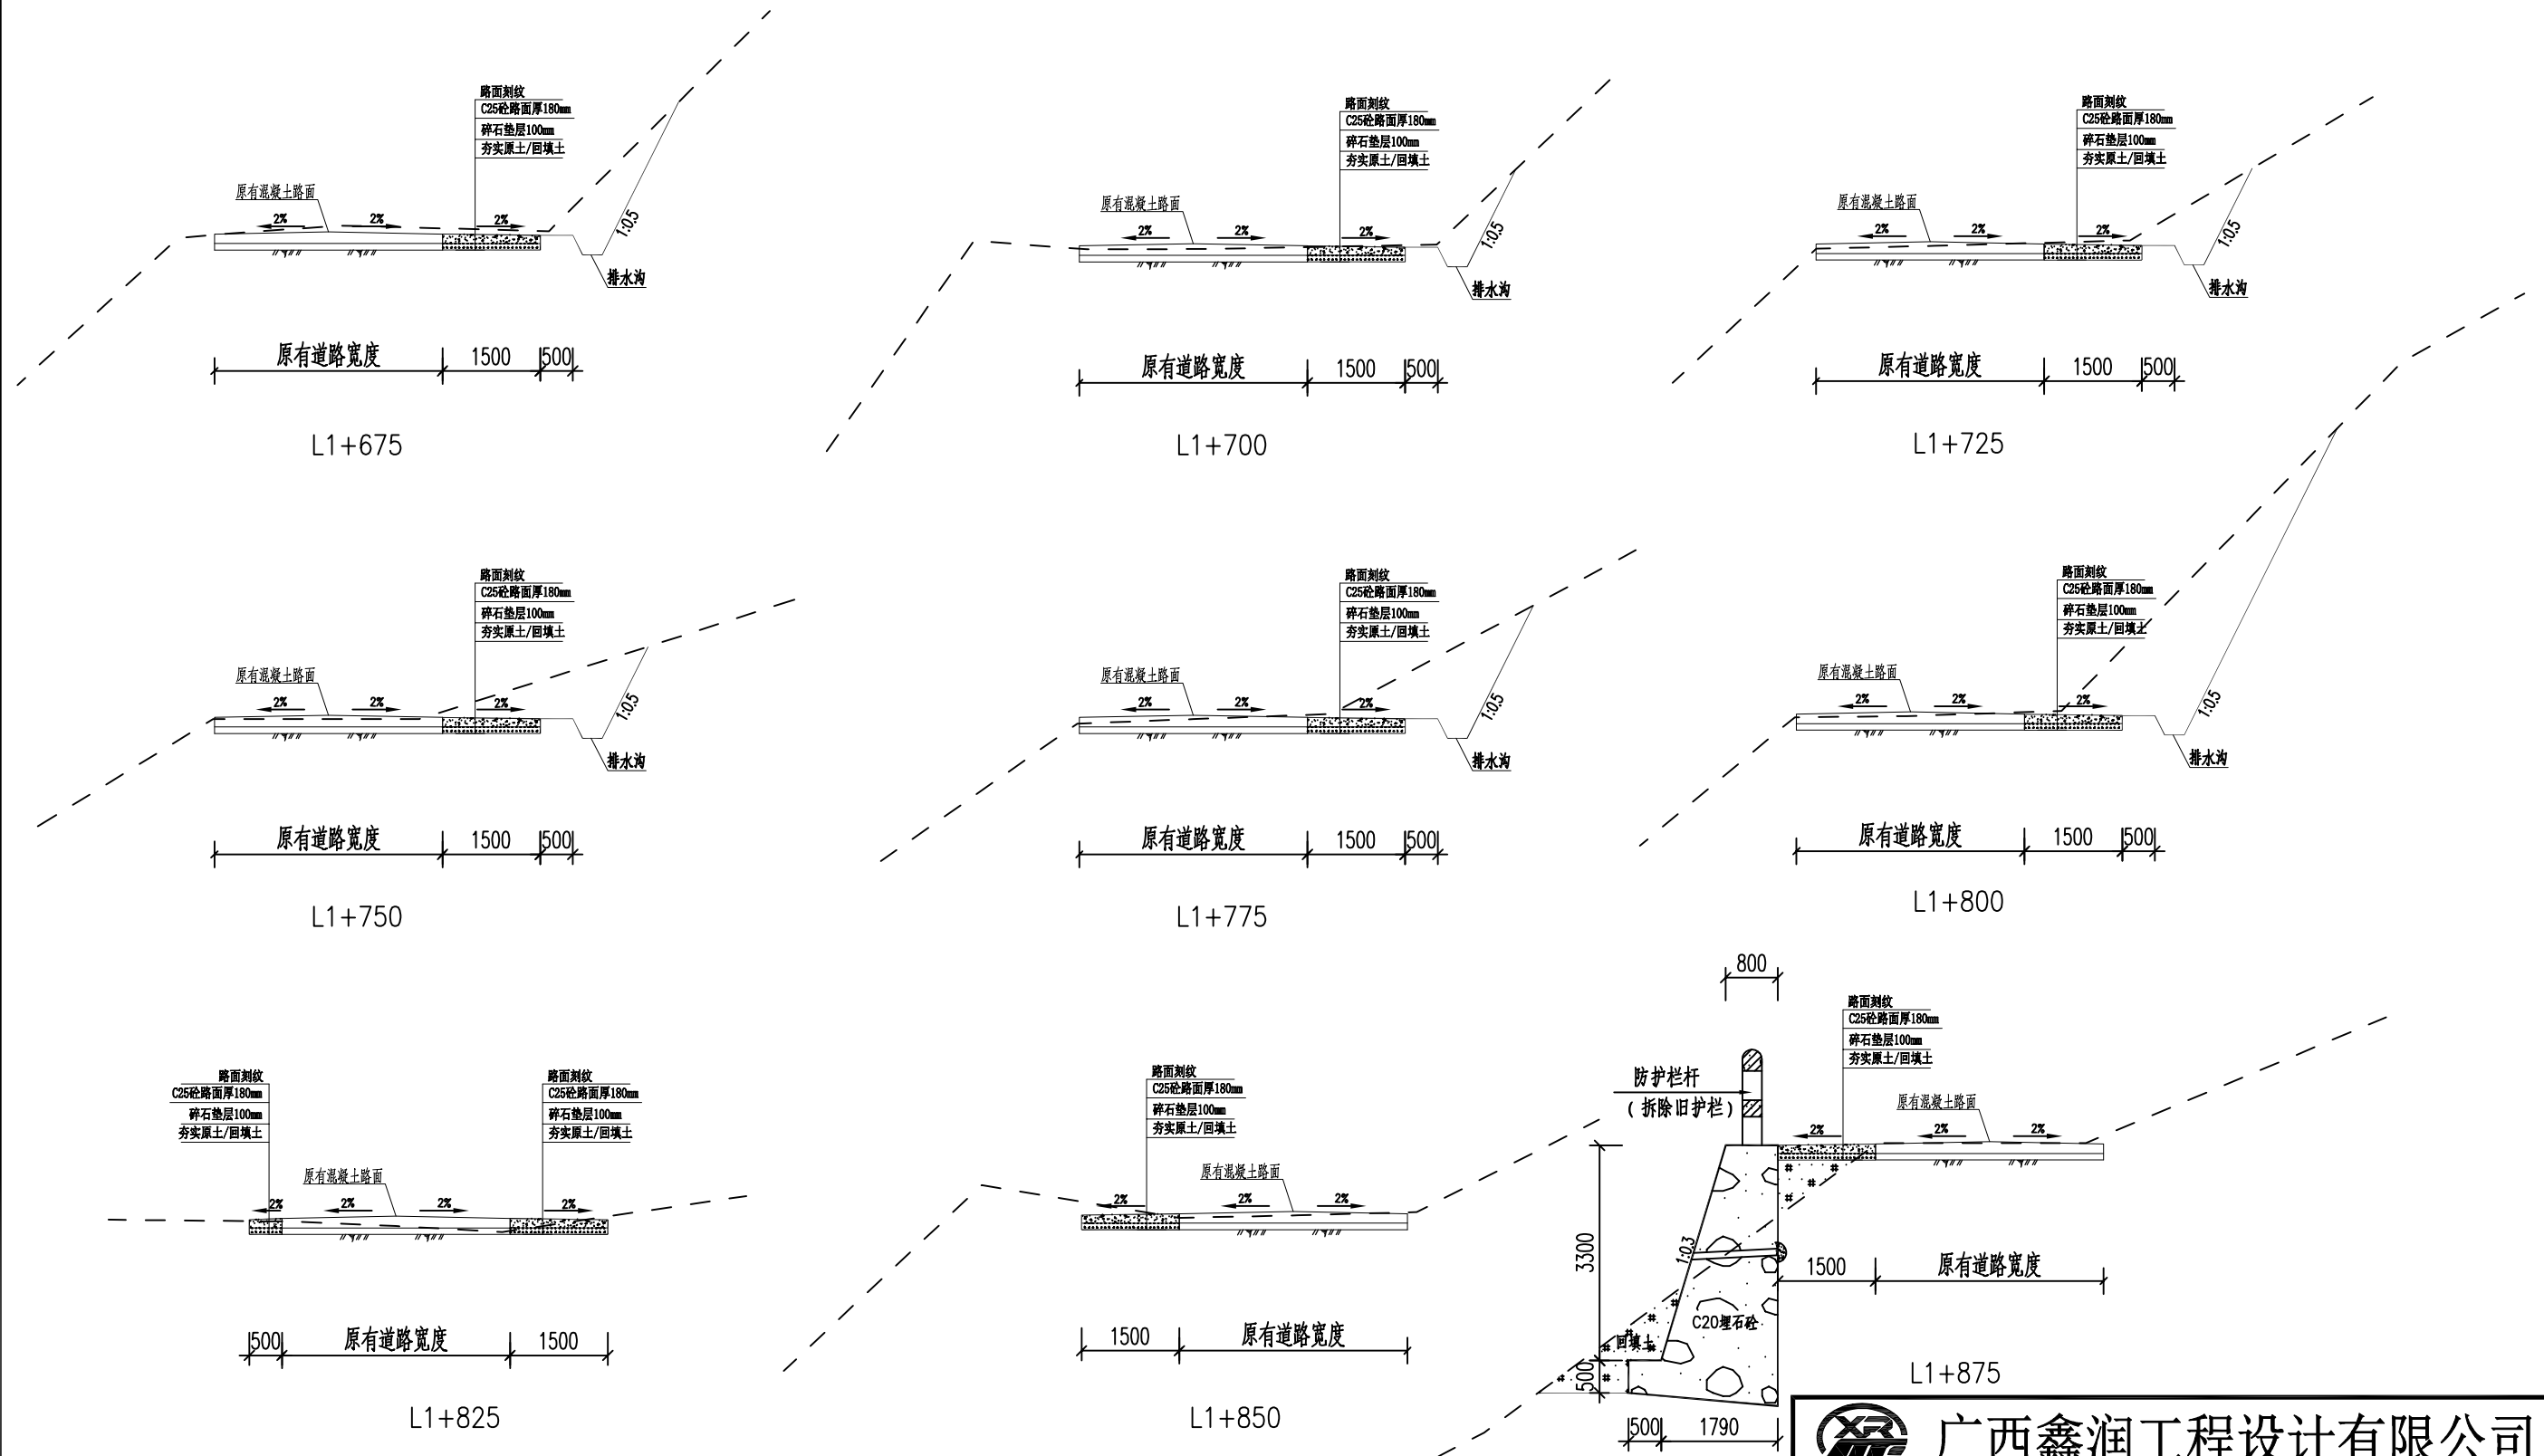 路面刻纹
C25砼路面厚180mm
碎石垫层100mm
夯实原土/回填土
原有混凝土路面
2%
2%
2%
1:0.5
排水沟
原有道路宽度
1500
500
L1+675
路面刻纹
C25砼路面厚180mm
碎石垫层100mm
夯实原土/回填土
原有混凝土路面
2%
2%
2%
1:0.5
排水沟
原有道路宽度
1500
500
L1+700
路面刻纹
C25砼路面厚180mm
碎石垫层100mm
夯实原土/回填土
原有混凝土路面
2%
2%
2%
1:0.5
排水沟
原有道路宽度
1500
500
L1+725
路面刻纹
C25砼路面厚180mm
碎石垫层100mm
夯实原土/回填土
原有混凝土路面
2%
2%
2%
1:0.5
排水沟
原有道路宽度
1500
500
L1+750
路面刻纹
C25砼路面厚180mm
碎石垫层100mm
夯实原土/回填土
原有混凝土路面
2%
2%
2%
1:0.5
排水沟
原有道路宽度
1500
500
L1+775
路面刻纹
C25砼路面厚180mm
碎石垫层100mm
夯实原土/回填土
原有混凝土路面
2%
2%
2%
1:0.5
排水沟
原有道路宽度
1500
500
L1+800
路面刻纹
C25砼路面厚180mm
碎石垫层100mm
夯实原土/回填土
路面刻纹
C25砼路面厚180mm
碎石垫层100mm
夯实原土/回填土
原有混凝土路面
2%
2%
2%
2%
500
原有道路宽度
1500
L1+825
路面刻纹
C25砼路面厚180mm
碎石垫层100mm
夯实原土/回填土
原有混凝土路面
2%
2%
2%
1500
原有道路宽度
L1+850
800
路面刻纹
C25砼路面厚180mm
碎石垫层100mm
夯实原土/回填土
防护栏杆
(拆除旧护栏)
原有混凝土路面
2%
2%
2%
3300
1:0.3
1500
原有道路宽度
C20埋石砼
回填土
500
500
1790
L1+875
XR
广西鑫润工程设计有限公司